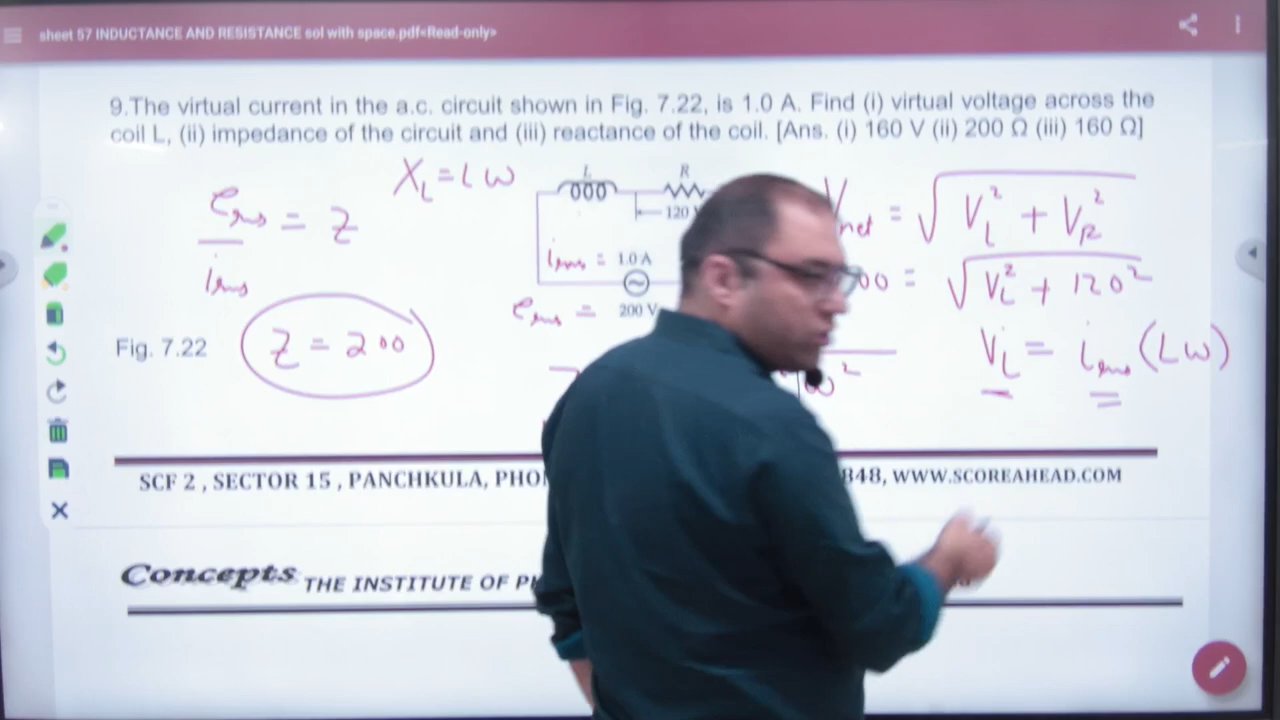 sheet 57 INDUCTANCE AND RESISTANCE sol with space.pdf<Read-only>
9.The virtual current in the a.c. circuit shown in Fig. 7.22, is 1.0 A. Find (i) virtual voltage across the
coil L, (ii) impedance of the circuit and (iii) reactance of the coil. [Ans. (i) 160 V (ii) 200 Ω (iii) 160 Ω]
X_L = Lω
e_rms / i_rms = Z
L R
120
i_rms = 1.0 A
e_rms = 200 V
Fig. 7.22
Z = 200
V_net = √(V_L² + V_R²)
00 = √(V_L² + 120²)
V_L = i_rms (Lω)
SCF 2 , SECTOR 15 , PANCHKULA, 848, WWW.SCOREAHEAD.COM
Concepts THE INSTITUTE OF